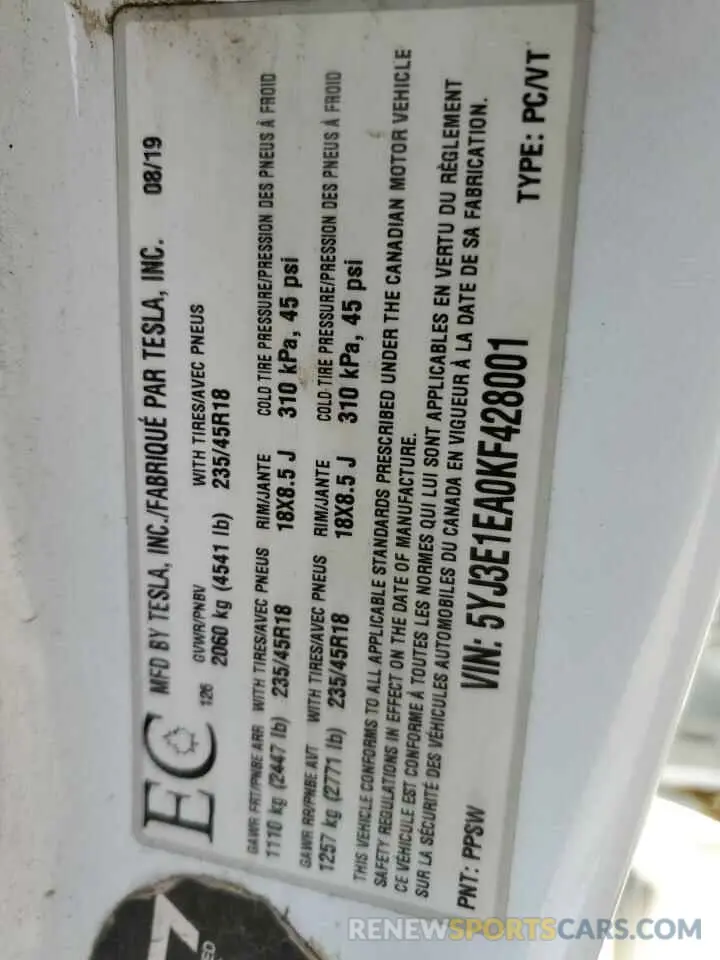 MFD BY TESLA, INC./FABRIQUÉ PAR TESLA, INC. 08/19
EC
126
GVWR/PNBV WITH TIRES/AVEC PNEUS
2060 kg (4541 lb) 235/45R18
GAWR FRT/PNBE ARR WITH TIRES/AVEC PNEUS RIM/JANTE COLD TIRE PRESSURE/PRESSION DES PNEUS À FROID
1110 kg (2447 lb) 235/45R18 18X8.5 J 310 kPa, 45 psi
GAWR RR/PNBE AVT WITH TIRES/AVEC PNEUS RIM/JANTE COLD TIRE PRESSURE/PRESSION DES PNEUS À FROID
1257 kg (2771 lb) 235/45R18 18X8.5 J 310 kPa, 45 psi
THIS VEHICLE CONFORMS TO ALL APPLICABLE STANDARDS PRESCRIBED UNDER THE CANADIAN MOTOR VEHICLE
SAFETY REGULATIONS IN EFFECT ON THE DATE OF MANUFACTURE.
CE VÉHICULE EST CONFORME À TOUTES LES NORMES QUI LUI SONT APPLICABLES EN VERTU DU RÈGLEMENT
SUR LA SÉCURITÉ DES VÉHICULES AUTOMOBILES DU CANADA EN VIGUEUR À LA DATE DE SA FABRICATION.
PNT: PPSW VIN: 5YJ3E1EA0KF428001 TYPE: PC/VT
7
RENEWSPORTSCARS.COM